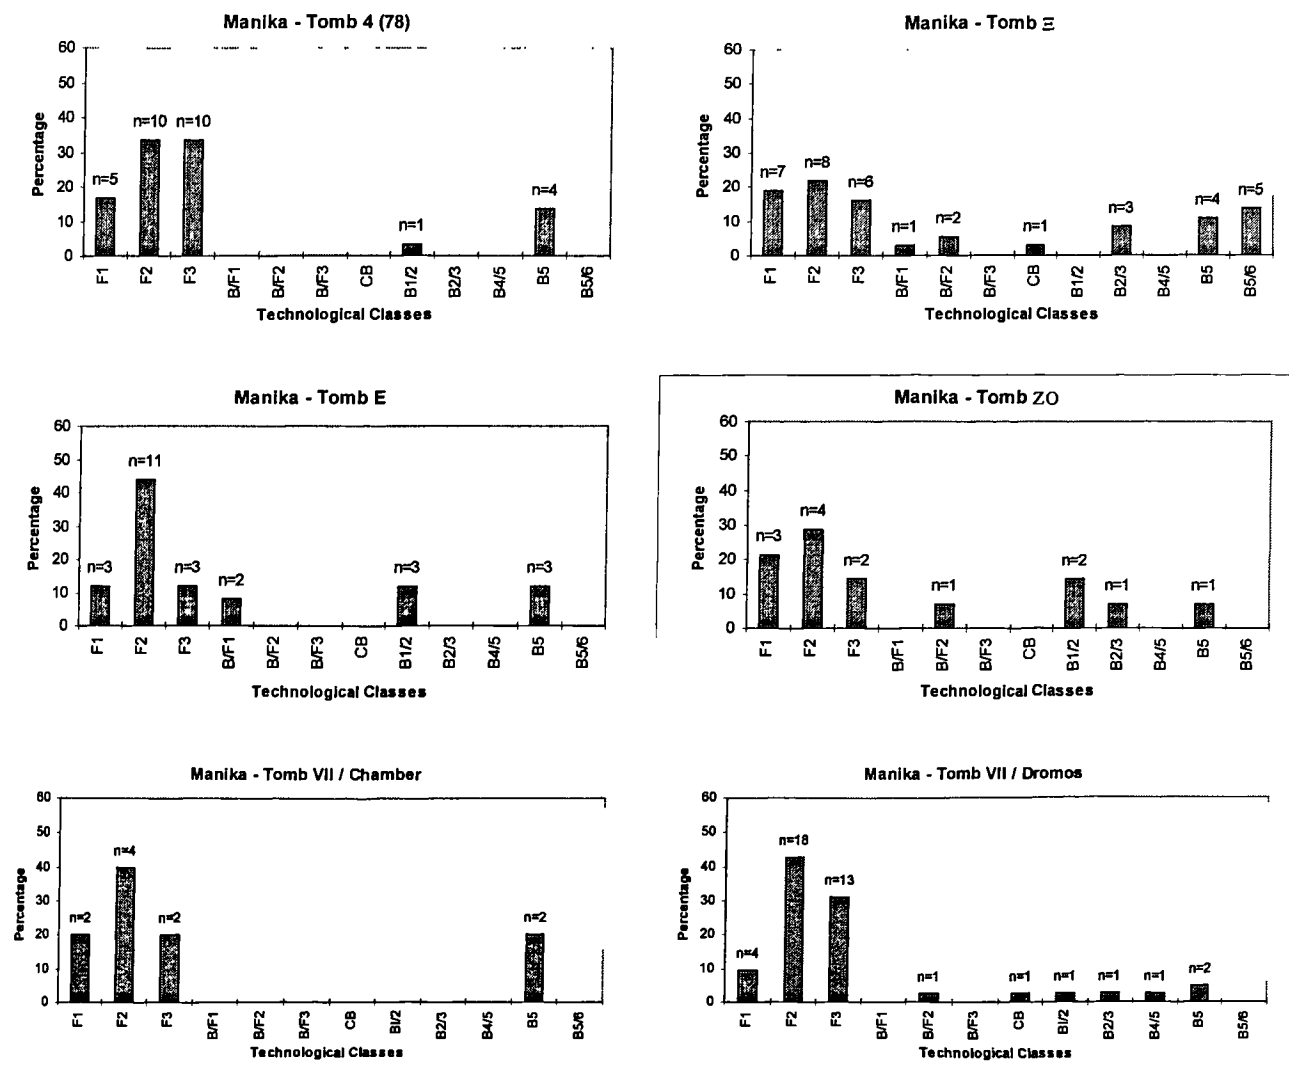 Manika - Tomb 4 (78)
Percentage
60
50
40
30
20
10
0
n=5
n=10
n=10
n=1
n=4
F1 F2 F3 B/F1 B/F2 B/F3 CB B1/2 B2/3 B4/5 B5 B5/6
Technological Classes
Manika - Tomb Ξ
Percentage
60
50
40
30
20
10
0
n=7
n=8
n=6
n=1
n=2
n=1
n=3
n=4
n=5
F1 F2 F3 B/F1 B/F2 B/F3 CB B1/2 B2/3 B4/5 B5 B5/6
Technological Classes
Manika - Tomb E
Percentage
60
50
40
30
20
10
0
n=3
n=11
n=3
n=2
n=3
n=3
F1 F2 F3 B/F1 B/F2 B/F3 CB B1/2 B2/3 B4/5 B5 B5/6
Technological Classes
Manika - Tomb ZO
Percentage
60
50
40
30
20
10
0
n=3
n=4
n=2
n=1
n=2
n=1
n=1
F1 F2 F3 B/F1 B/F2 B/F3 CB B1/2 B2/3 B4/5 B5 B5/6
Technological Classes
Manika - Tomb VII / Chamber
Percentage
60
50
40
30
20
10
0
n=2
n=4
n=2
n=2
F1 F2 F3 B/F1 B/F2 B/F3 CB B1/2 B2/3 B4/5 B5 B5/6
Technological Classes
Manika - Tomb VII / Dromos
Percentage
60
50
40
30
20
10
0
n=4
n=18
n=13
n=1
n=1
n=1
n=1
n=1
n=2
F1 F2 F3 B/F1 B/F2 B/F3 CB B1/2 B2/3 B4/5 B5 B5/6
Technological Classes